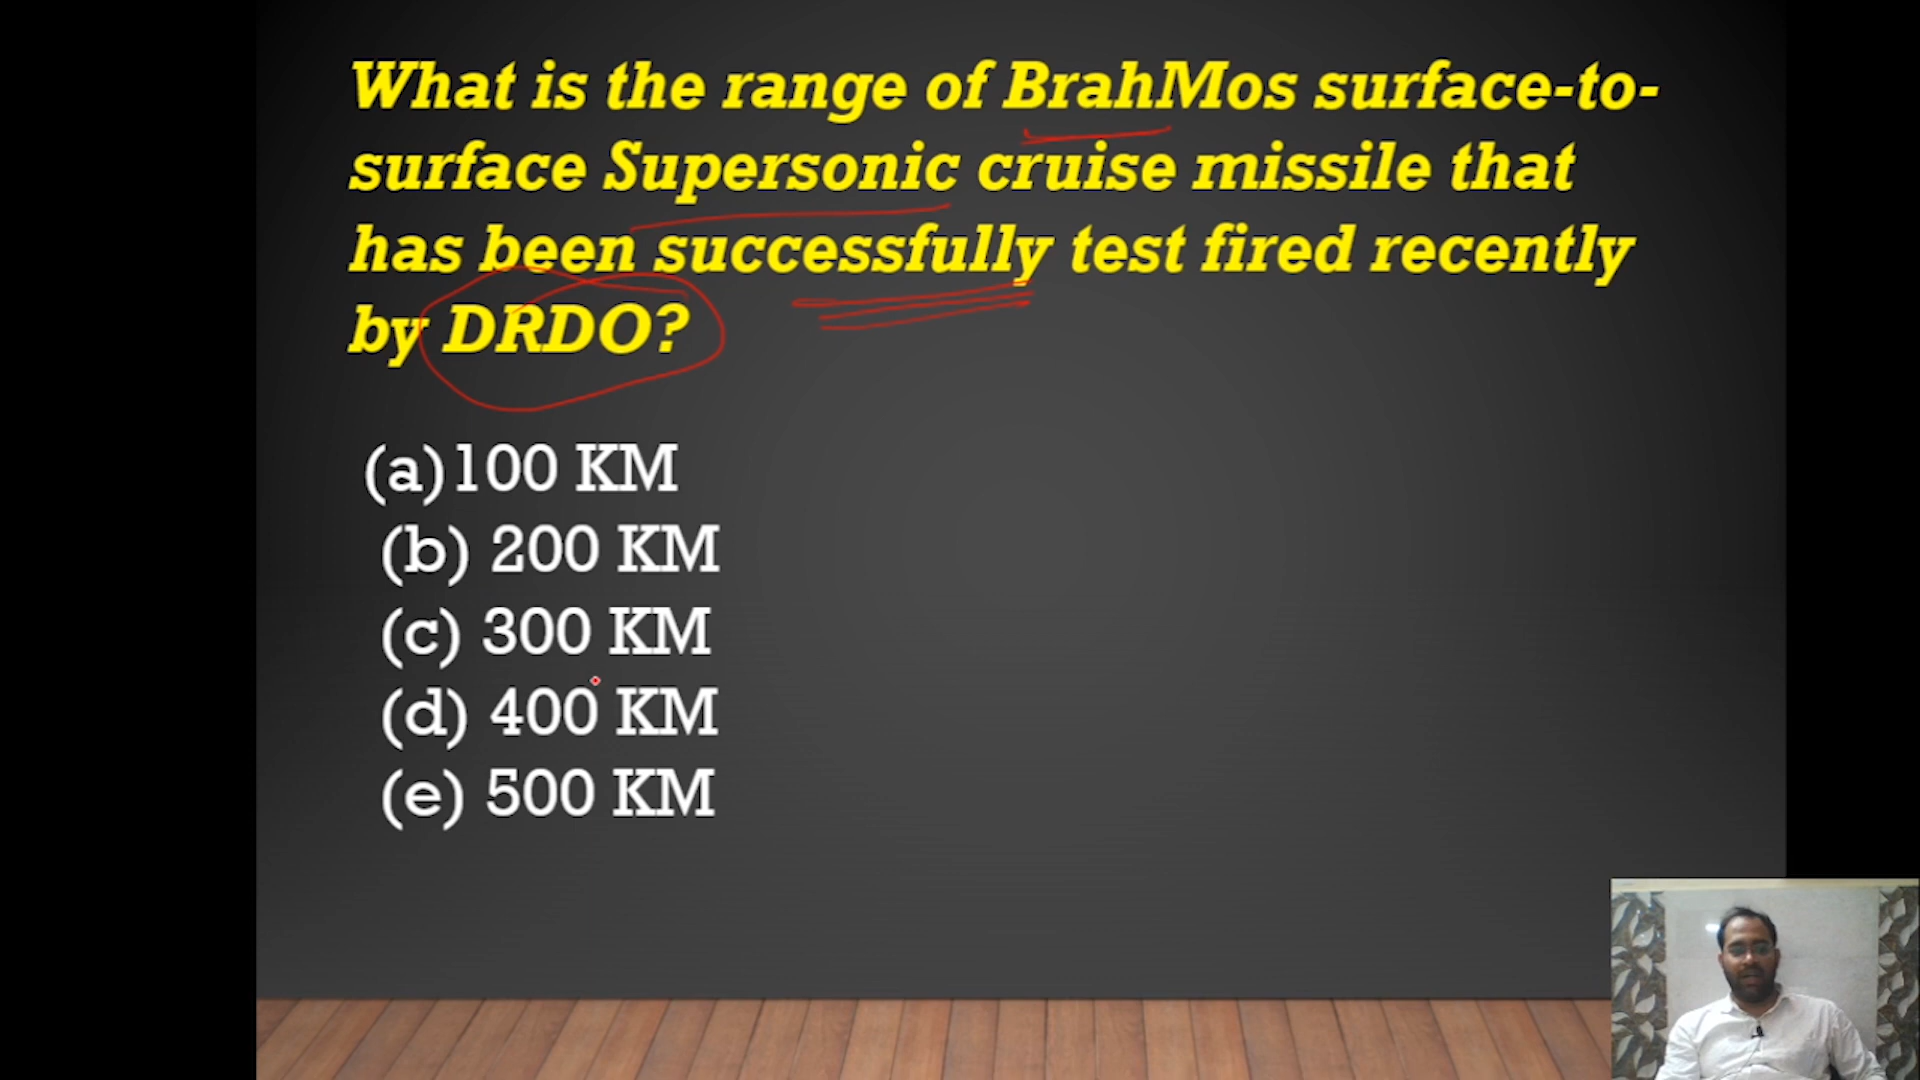 What is the range of BrahMos surface-to-
surface Supersonic cruise missile that
has been successfully test fired recently
by DRDO?
(a)100 KM
(b) 200 KM
(c) 300 KM
(d) 400 KM
(e) 500 KM